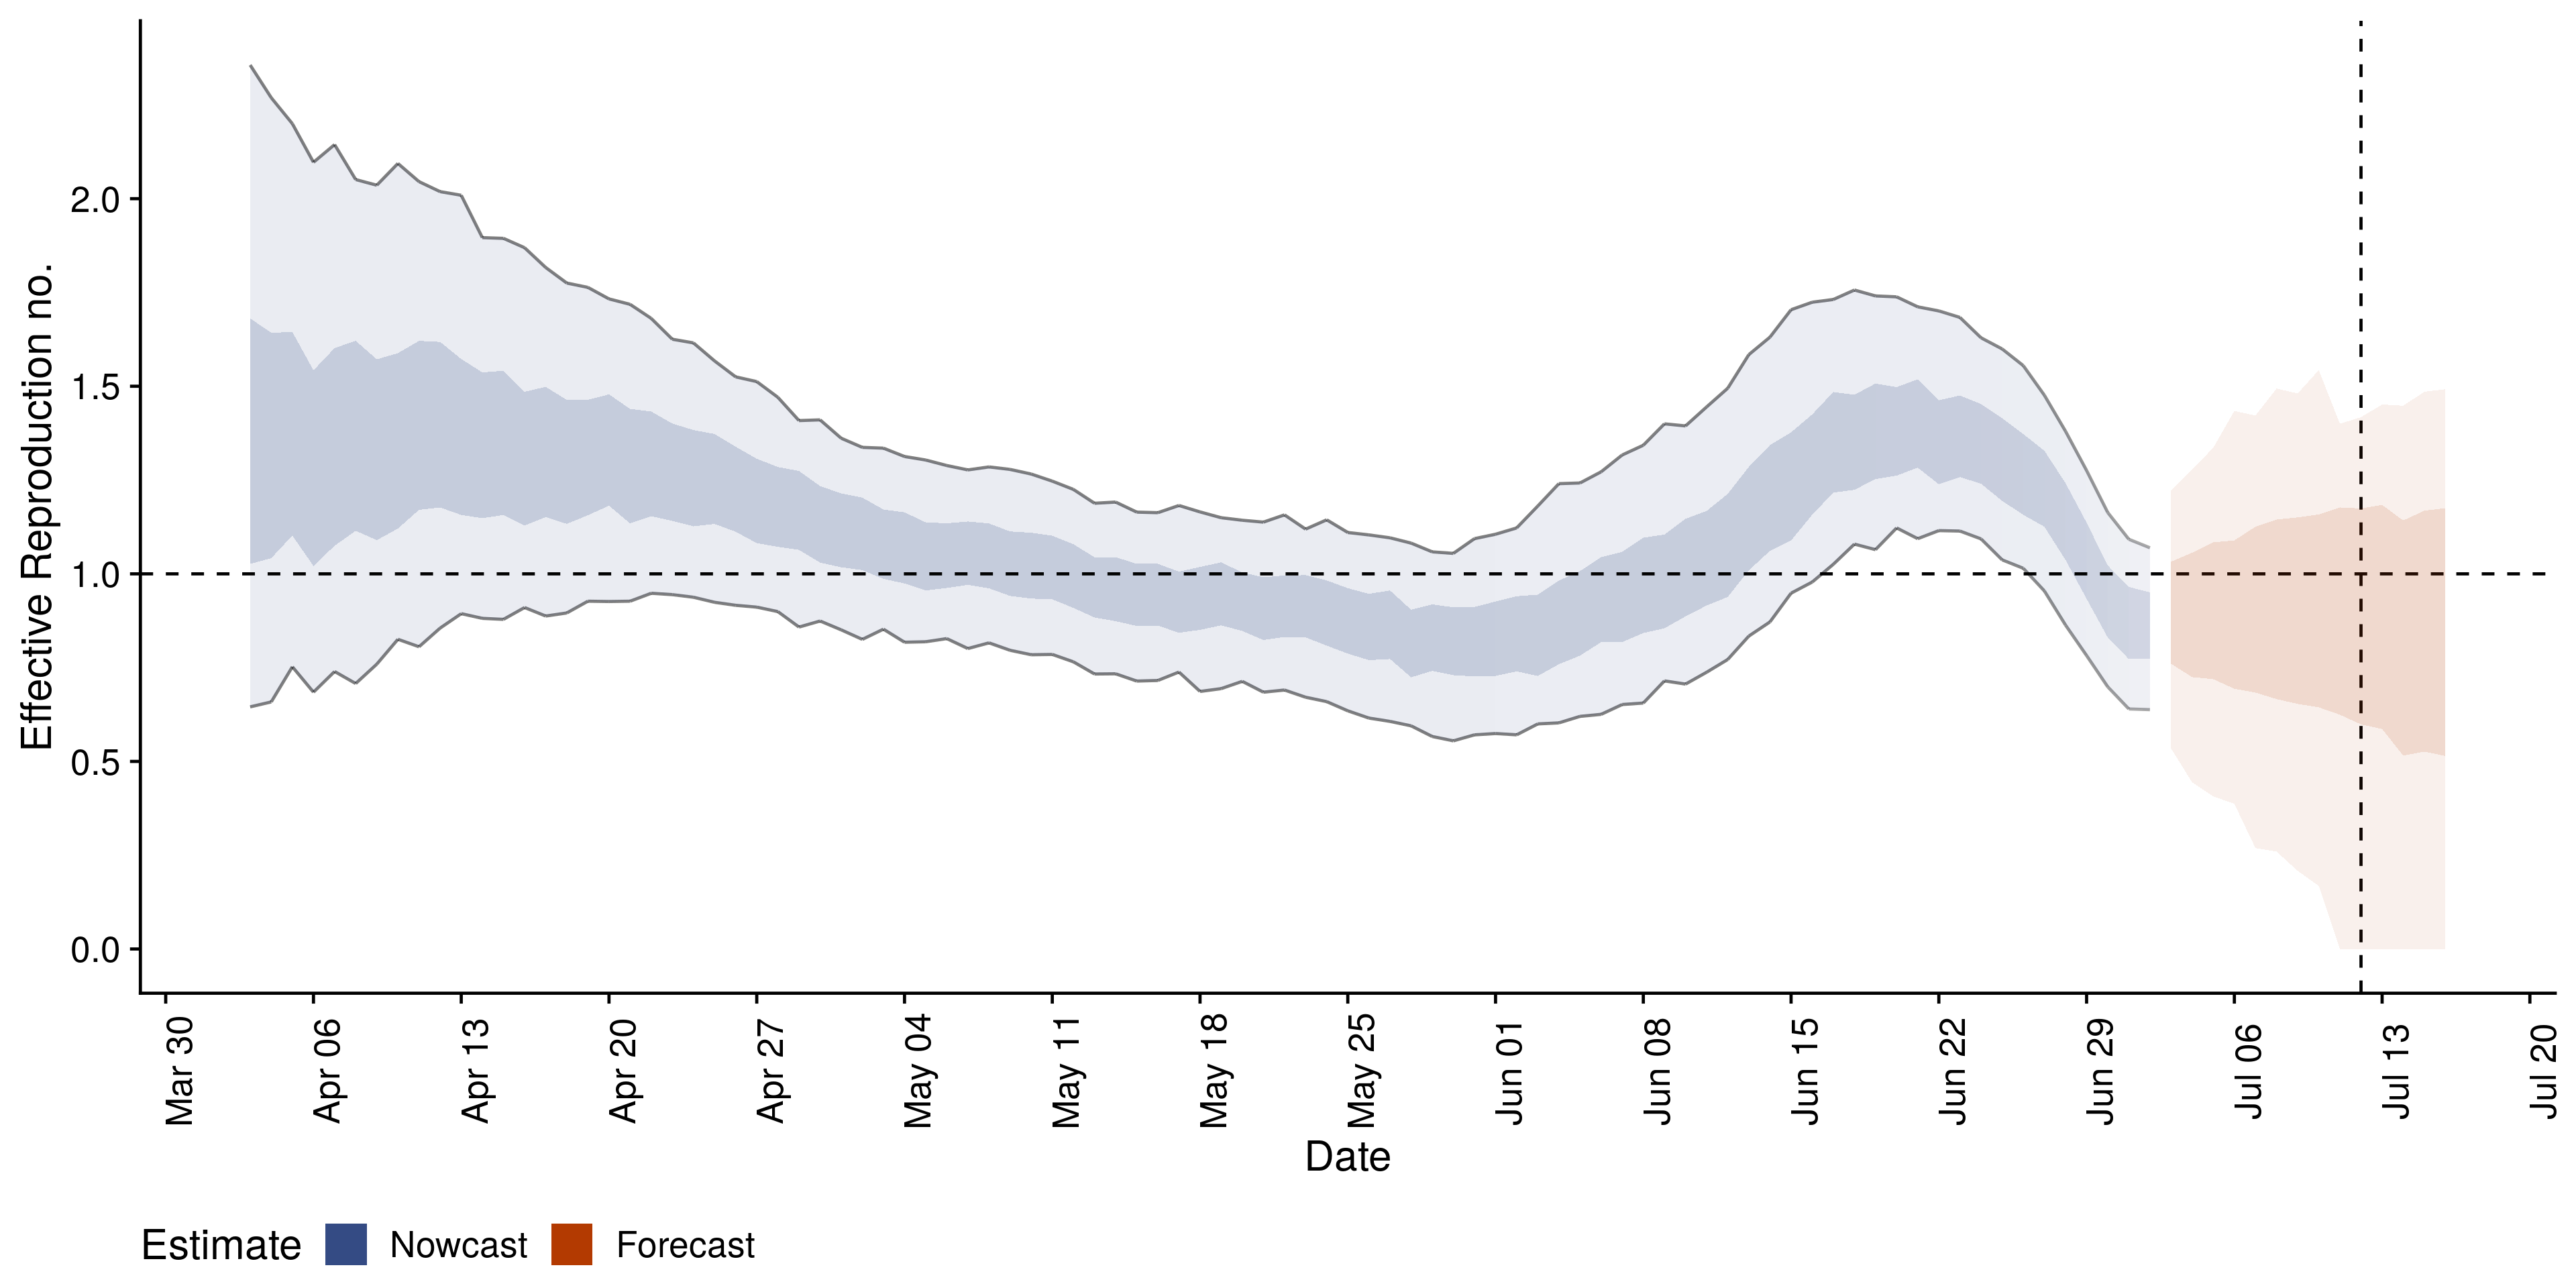 Effective Reproduction no.
2.0
1.5
1.0
0.5
0.0
Mar 30
Apr 06
Apr 13
Apr 20
Apr 27
May 04
May 11
May 18
May 25
Jun 01
Jun 08
Jun 15
Jun 22
Jun 29
Jul 06
Jul 13
Jul 20
Date
Estimate Nowcast Forecast